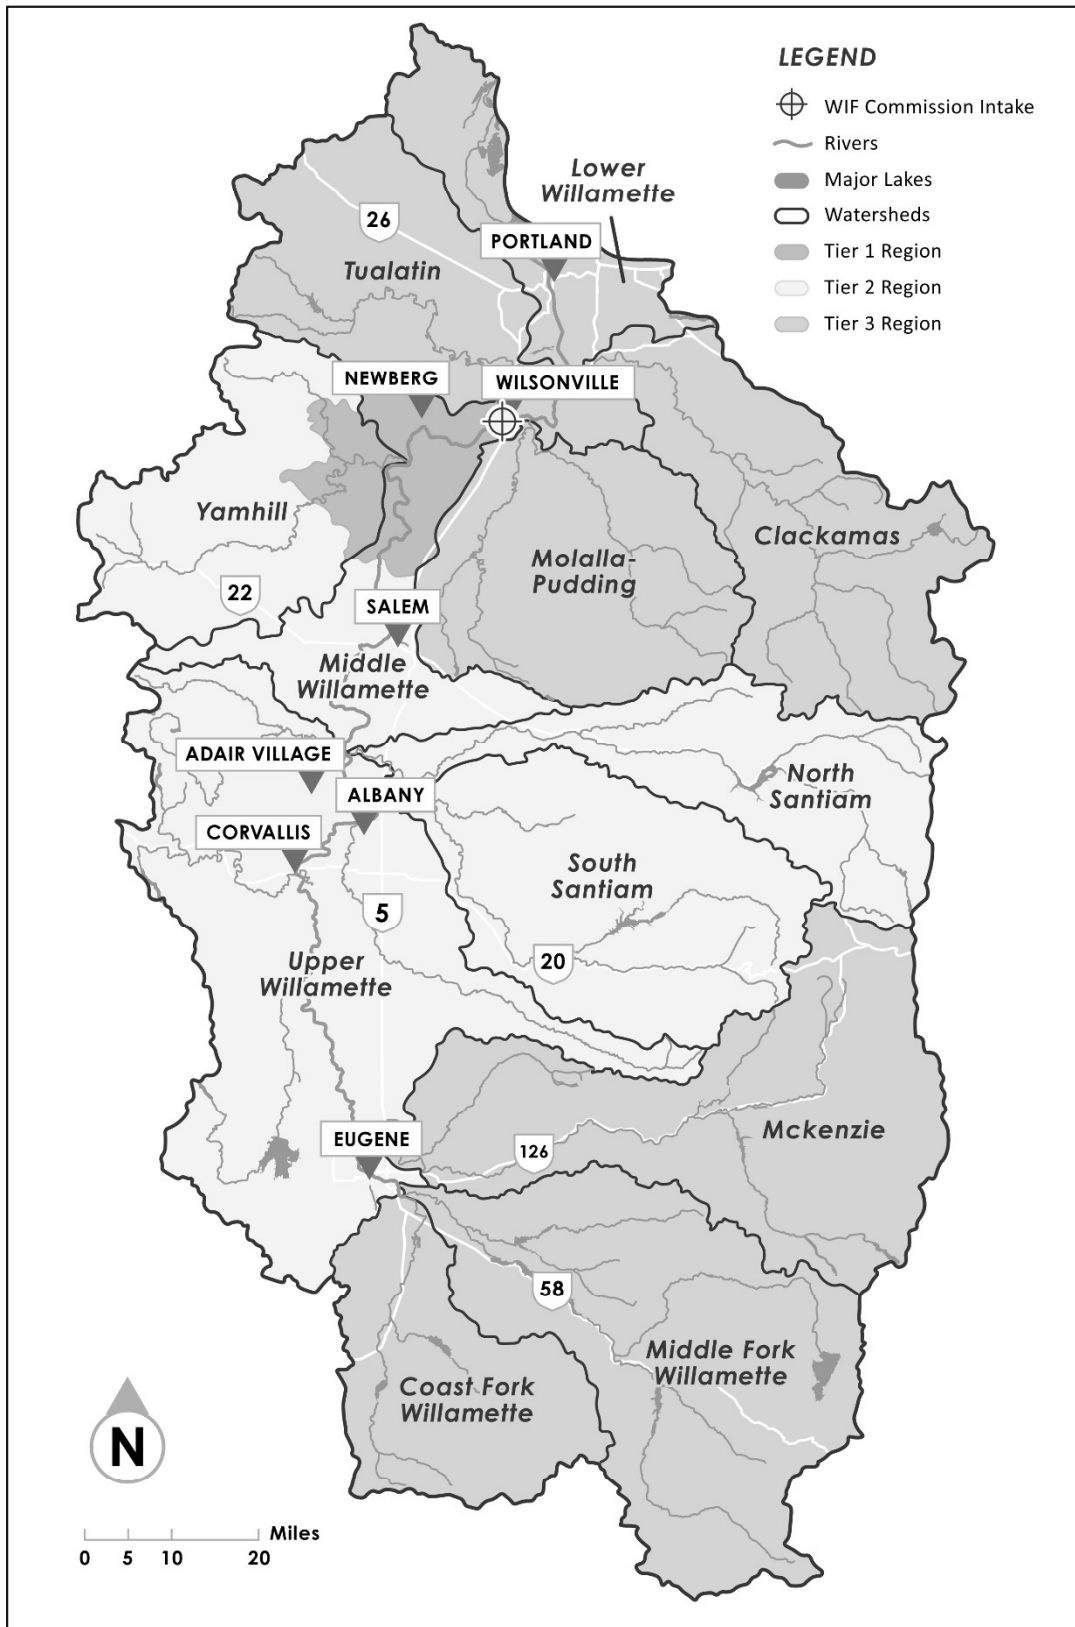 LEGEND
WIF Commission Intake
Rivers
Major Lakes
Watersheds
Tier 1 Region
Tier 2 Region
Tier 3 Region
Lower
Willamette
26
PORTLAND
Tualatin
NEWBERG
WILSONVILLE
Yamhill
Clackamas
Molalla-
Pudding
22
SALEM
Middle
Willamette
ADAIR VILLAGE
North
Santiam
ALBANY
CORVALLIS
South
Santiam
5
20
Upper
Willamette
Mckenzie
EUGENE
126
58
Middle Fork
Willamette
Coast Fork
Willamette
N
Miles
0 5 10 20